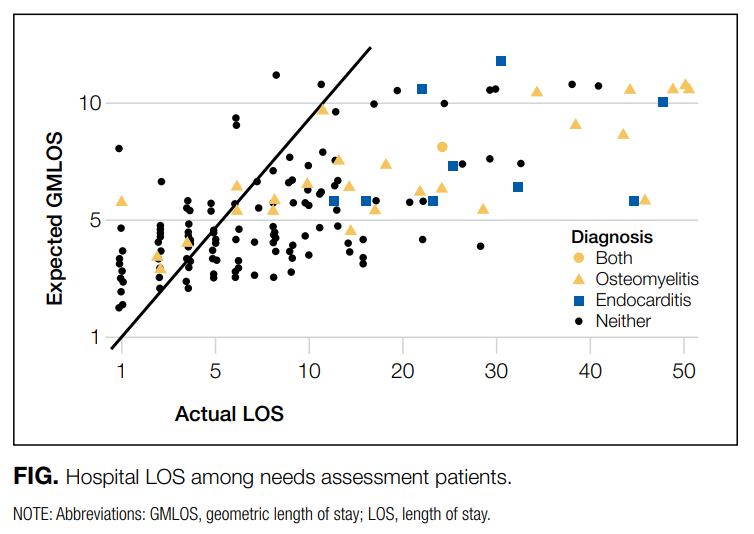 Expected GMLOS
10
5
1
1 5 10 20 30 40 50
Actual LOS
Diagnosis
Both
Osteomyelitis
Endocarditis
Neither
FIG. Hospital LOS among needs assessment patients.
NOTE: Abbreviations: GMLOS, geometric length of stay; LOS, length of stay.